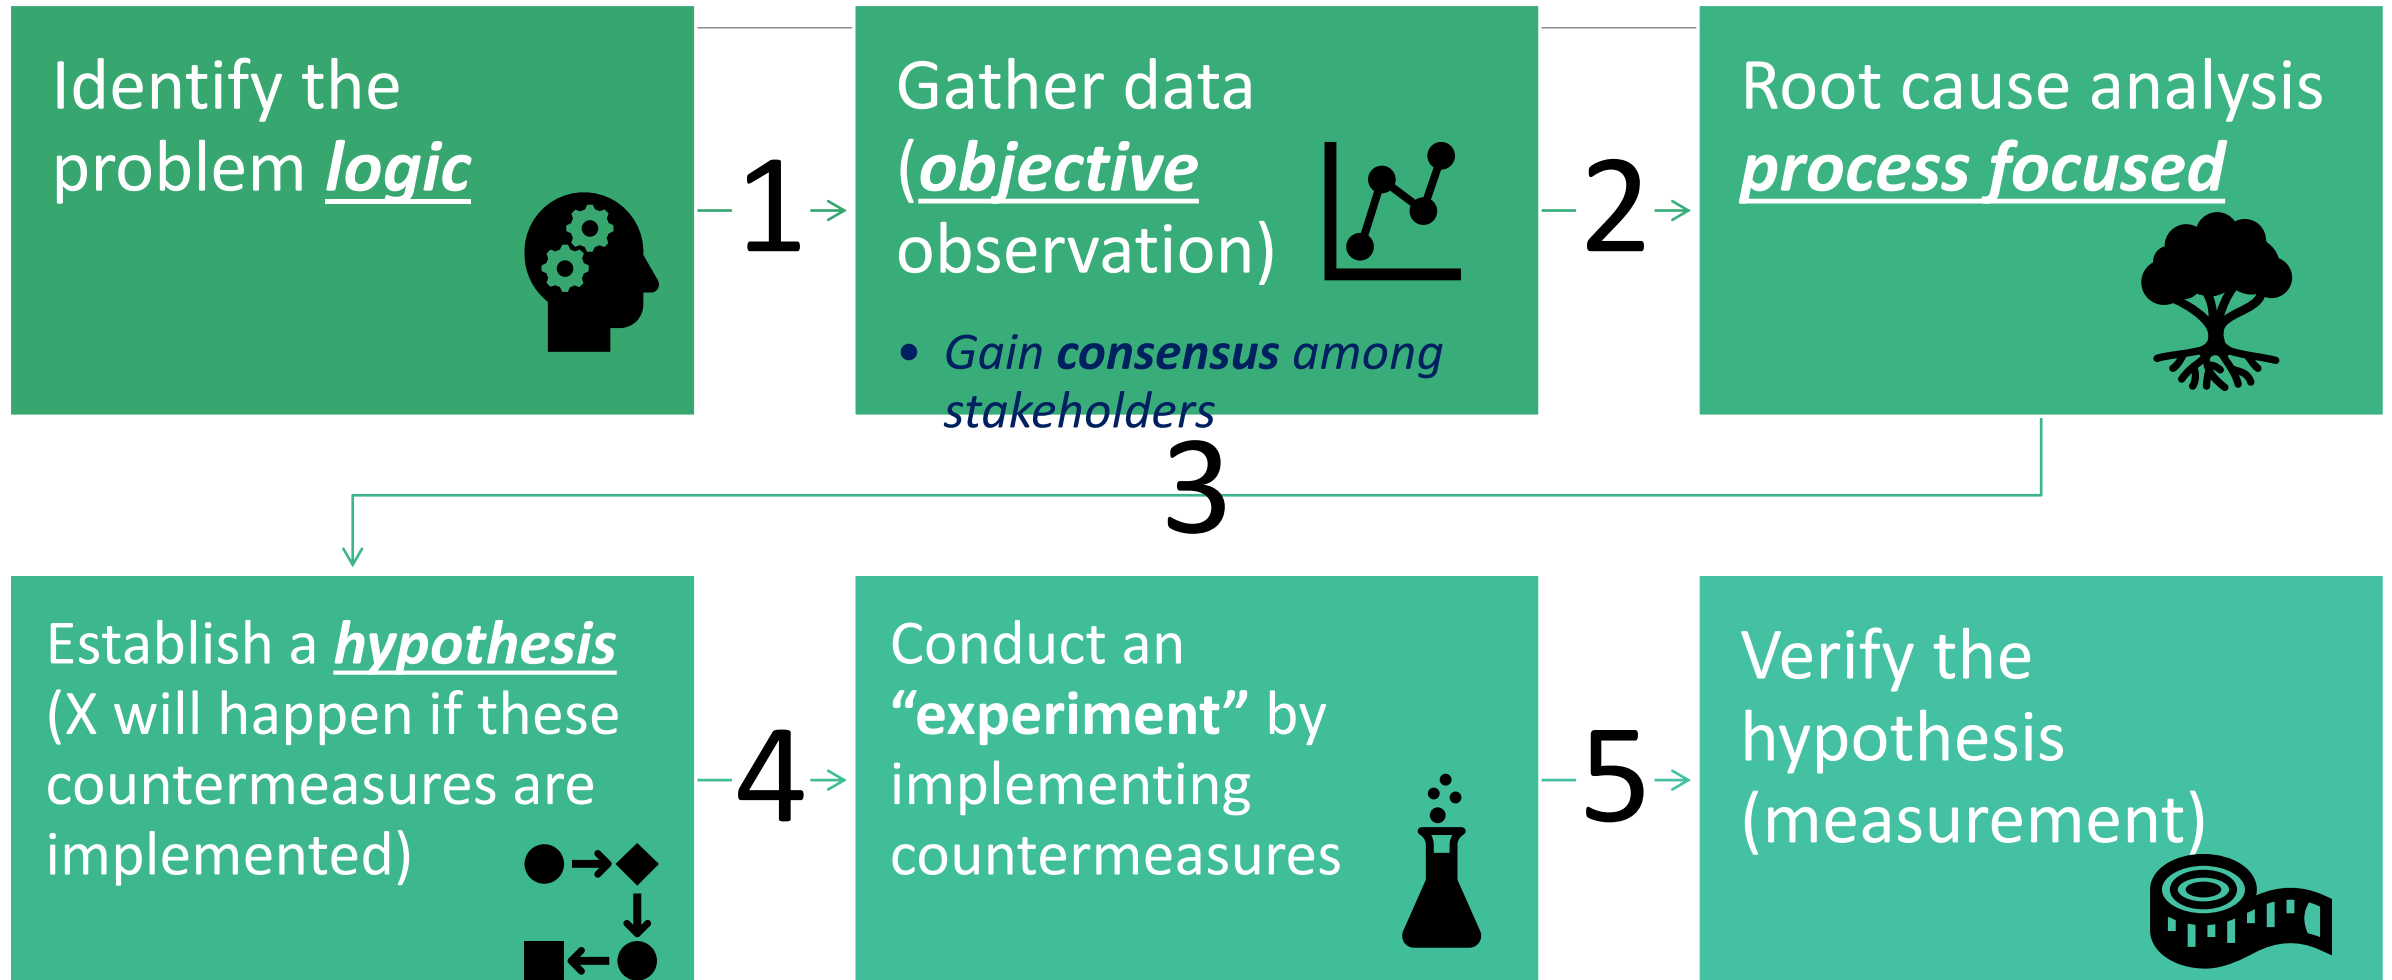 Identify the
problem logic
1
Gather data
(objective
observation)
• Gain consensus among
stakeholders
2
Root cause analysis
process focused
3
Establish a hypothesis
(X will happen if these
countermeasures are
implemented)
4
Conduct an
“experiment” by
implementing
countermeasures
5
Verify the
hypothesis
(measurement)